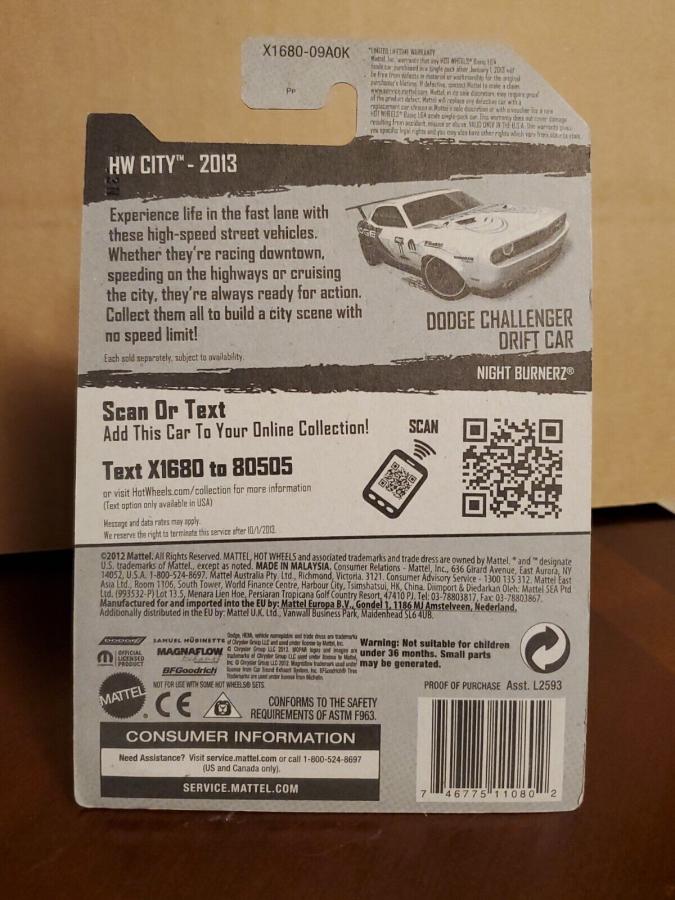 X1680-09A0K
PP
*LIMITED LIFETIME WARRANTY
HW CITY™ - 2013
Experience life in the fast lane with
these high-speed street vehicles.
Whether they're racing downtown,
speeding on the highways or cruising
the city, they're always ready for action.
Collect them all to build a city scene with
no speed limit!
Each sold separately, subject to availability.
DODGE CHALLENGER
DRIFT CAR
NIGHT BURNERZ®
Scan Or Text
Add This Car To Your Online Collection!
Text X1680 to 80505
or visit HotWheels.com/collection for more information
(Text option only available in USA)
Message and data rates may apply.
We reserve the right to terminate this service after 10/1/2013.
SCAN
©2012 Mattel. All Rights Reserved. MATTEL, HOT WHEELS and associated trademarks and trade dress are owned by Mattel. ® and ™ designate
U.S. trademarks of Mattel, except as noted. MADE IN MALAYSIA. Consumer Relations - Mattel, Inc., 636 Girard Avenue, East Aurora, NY
14052, U.S.A. 1-800-524-8697. Mattel Australia Pty. Ltd., Richmond, Victoria. 3121. Consumer Advisory Service - 1300 135 312. Mattel East
Asia Ltd., Room 1106, South Tower, World Finance Centre, Harbour City, Tsimshatsui, HK, China. Diimport & Diedarkan Oleh: Mattel SEA Ptd
Ltd. (993532-P) Lot 13.5, Menara Lien Hoe, Persiaran Tropicana Golf Country Resort, 47410 PJ. Tel: 03-78803817, Fax: 03-78803867.
Manufactured for and imported into the EU by: Mattel Europa B.V., Gondel 1, 1186 MJ Amstelveen, Nederland.
Additionally distributed in the EU by: Mattel U.K. Ltd., Vanwall Business Park, Maidenhead SL6 4UB.
DODGE
SAMUEL HÜBINETTE
OFFICIAL
LICENSED
PRODUCT
MAGNAFLOW
BFGoodrich
NOT FOR USE WITH SOME HOT WHEELS® SETS.
Warning: Not suitable for children
under 36 months. Small parts
may be generated.
PROOF OF PURCHASE Asst. L2593
MATTEL
CE
CONFORMS TO THE SAFETY
REQUIREMENTS OF ASTM F963.
CONSUMER INFORMATION
Need Assistance? Visit service.mattel.com or call 1-800-524-8697
(US and Canada only).
SERVICE.MATTEL.COM
7 46775 11080 2